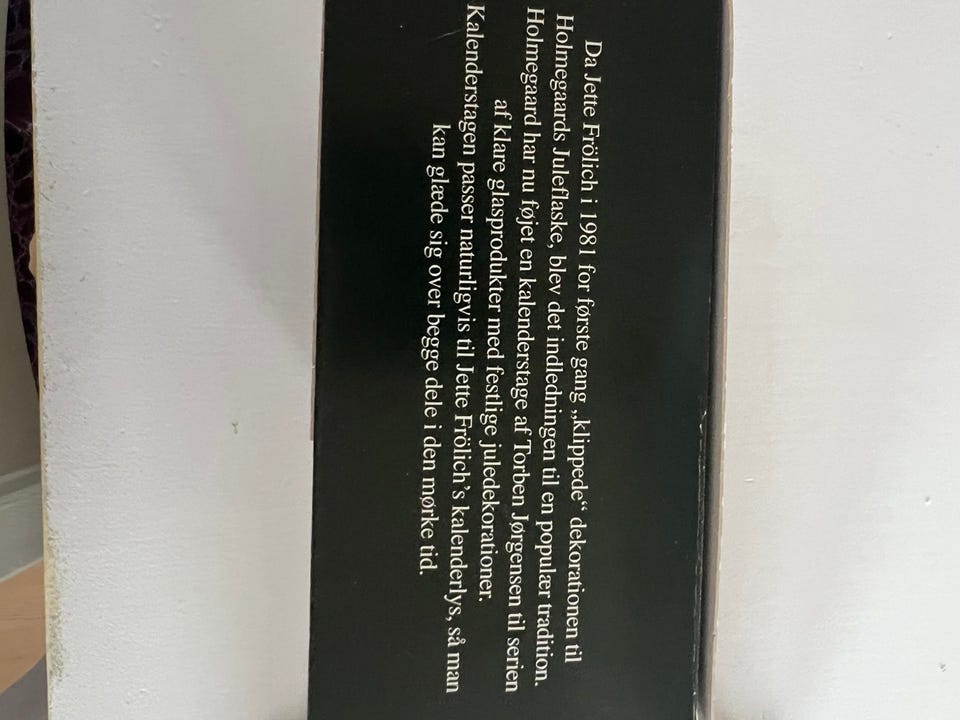 Da Jette Frölich i 1981 for første gang „klippede“ dekorationen til
Holmegaards Juleflaske, blev det indledningen til en populær tradition.
Holmegaard har nu føjet en kalenderstage af Torben Jørgensen til serien
af klare glasprodukter med festlige juledekorationer.
Kalenderstagen passer naturligvis til Jette Frölich’s kalenderlys, så man
kan glæde sig over begge dele i den mørke tid.